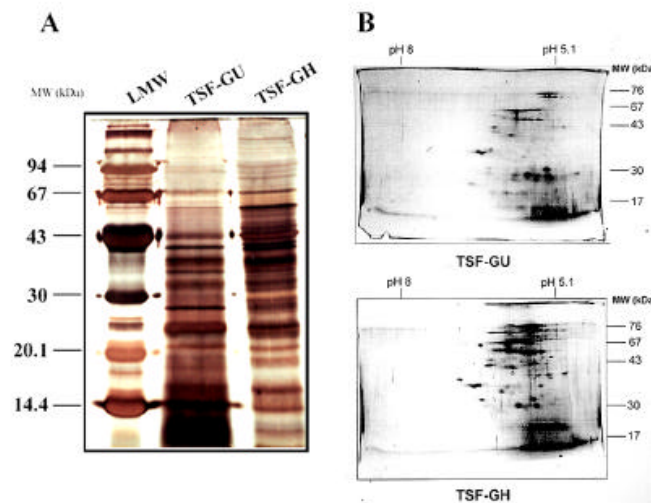 A
B
MW (kDa)
LMW
TSF-GU
TSF-GH
94
67
43
30
20.1
14.4
pH 8
pH 5.1
MW (kDa)
76
67
43
30
17
TSF-GU
pH 8
pH 5.1
MW (kDa)
76
67
43
30
17
TSF-GH